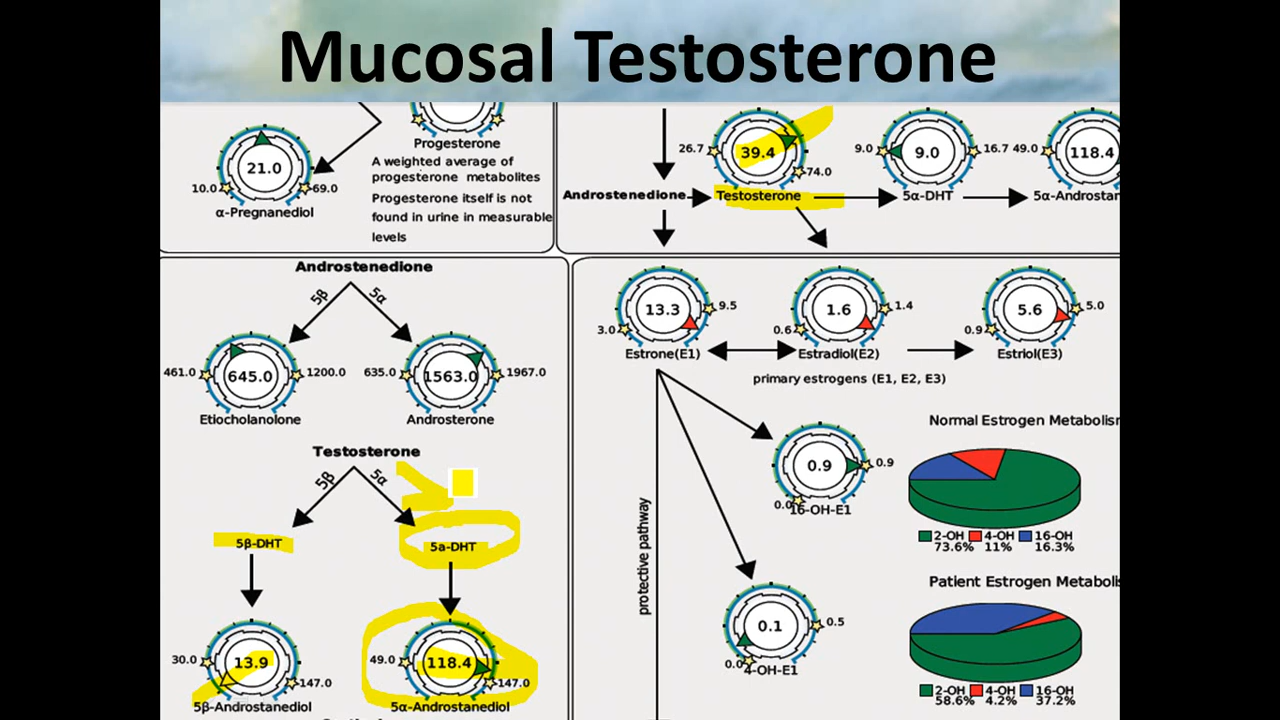 Mucosal Testosterone
21.0
10.0
69.0
α-Pregnanediol
Progesterone
A weighted average of
progesterone metabolites
Progesterone itself is not
found in urine in measurable
levels
26.7
39.4
74.0
9.0
9.0
16.7
49.0
118.4
Androstenedione
Testosterone
5α-DHT
5α-Androstan
Androstenedione
5β
5α
461.0
645.0
1200.0
635.0
1563.0
1967.0
Etiocholanolone
Androsterone
Testosterone
5β
5α
5β-DHT
5a-DHT
30.0
13.9
147.0
49.0
118.4
147.0
5β-Androstanediol
5α-Androstanediol
3.0
13.3
9.5
0.6
1.6
1.4
0.9
5.6
5.0
Estrone(E1)
Estradiol(E2)
Estriol(E3)
primary estrogens (E1, E2, E3)
0.9
0.9
0.0
16-OH-E1
protective pathway
0.1
0.5
0.0
4-OH-E1
Normal Estrogen Metabolism
2-OH 4-OH 16-OH
73.6% 11% 16.3%
Patient Estrogen Metabolis
2-OH 4-OH 16-OH
58.6% 4.2% 37.2%